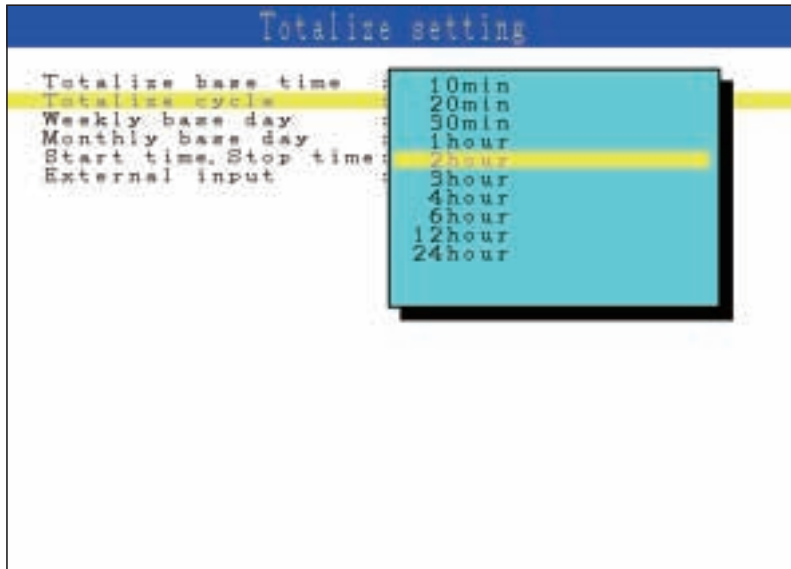 Totalize setting
Totalize base time :
Totalize cycle :
Weekly base day :
Monthly base day :
Start time,Stop time:
External input :
10min
20min
30min
1hour
2hour
3hour
4hour
6hour
12hour
24hour